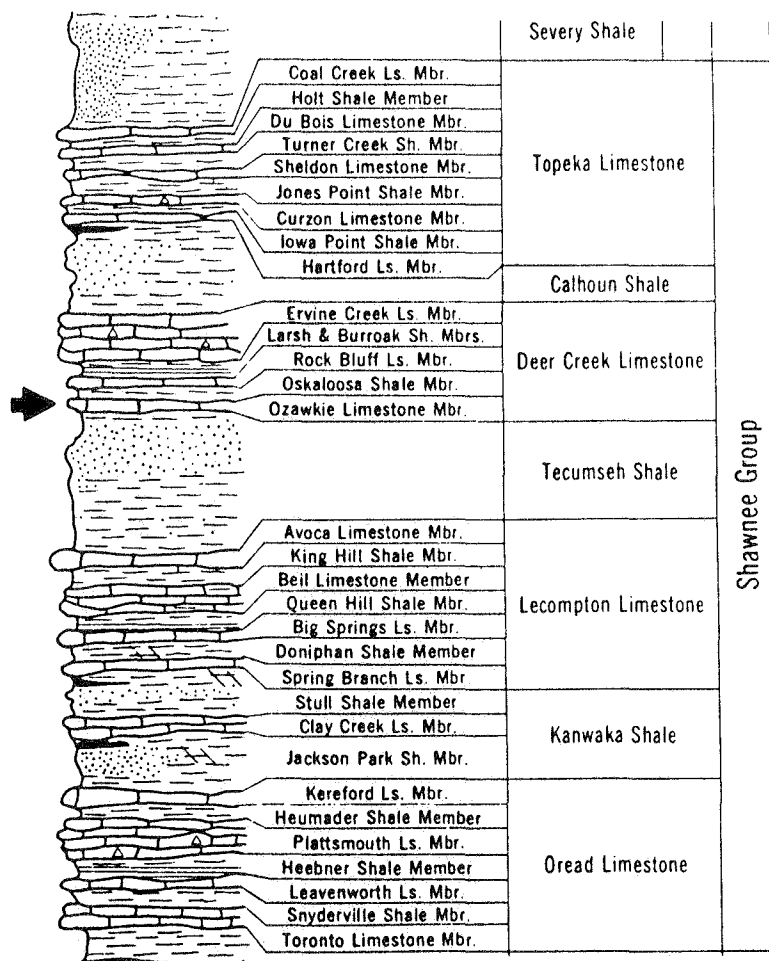 Severy Shale
Coal Creek Ls. Mbr.
Holt Shale Member
Du Bois Limestone Mbr.
Turner Creek Sh. Mbr.
Sheldon Limestone Mbr.
Jones Point Shale Mbr.
Curzon Limestone Mbr.
Iowa Point Shale Mbr.
Hartford Ls. Mbr.
Topeka Limestone
Calhoun Shale
Ervine Creek Ls. Mbr.
Larsh & Burroak Sh. Mbrs.
Rock Bluff Ls. Mbr.
Oskaloosa Shale Mbr.
Ozawkie Limestone Mbr.
Deer Creek Limestone
Tecumseh Shale
Avoca Limestone Mbr.
King Hill Shale Mbr.
Beil Limestone Member
Queen Hill Shale Mbr.
Big Springs Ls. Mbr.
Doniphan Shale Member
Spring Branch Ls. Mbr.
Lecompton Limestone
Stull Shale Member
Clay Creek Ls. Mbr.
Jackson Park Sh. Mbr.
Kanwaka Shale
Kereford Ls. Mbr.
Heumader Shale Member
Plattsmouth Ls. Mbr.
Heebner Shale Member
Leavenworth Ls. Mbr.
Snyderville Shale Mbr.
Toronto Limestone Mbr.
Oread Limestone
Shawnee Group